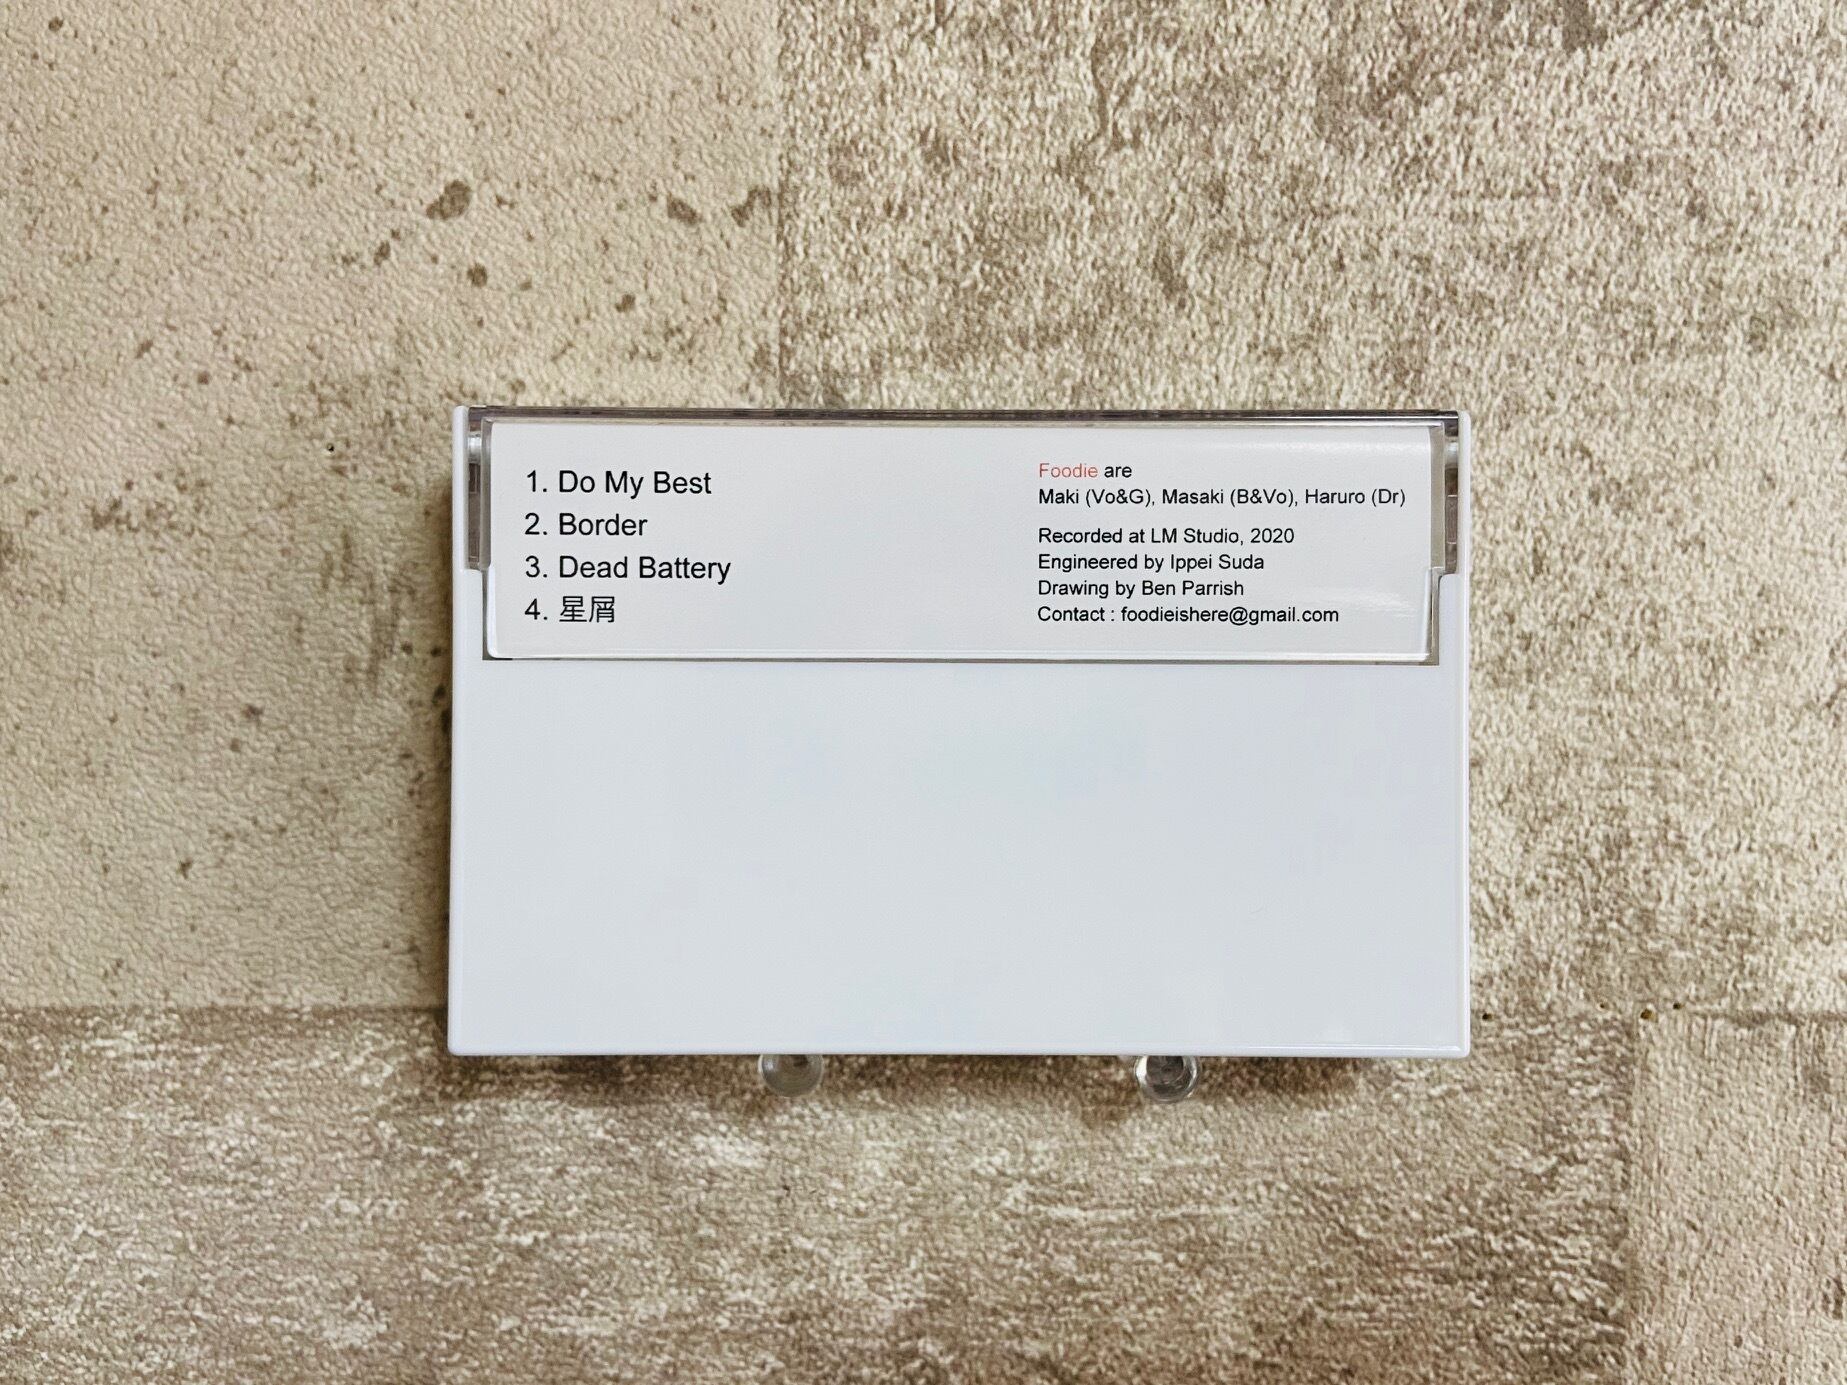 1. Do My Best
2. Border
3. Dead Battery
4. 星屑
Foodie are
Maki (Vo&G), Masaki (B&Vo), Haruro (Dr)
Recorded at LM Studio, 2020
Engineered by Ippei Suda
Drawing by Ben Parrish
Contact : foodieishere@gmail.com